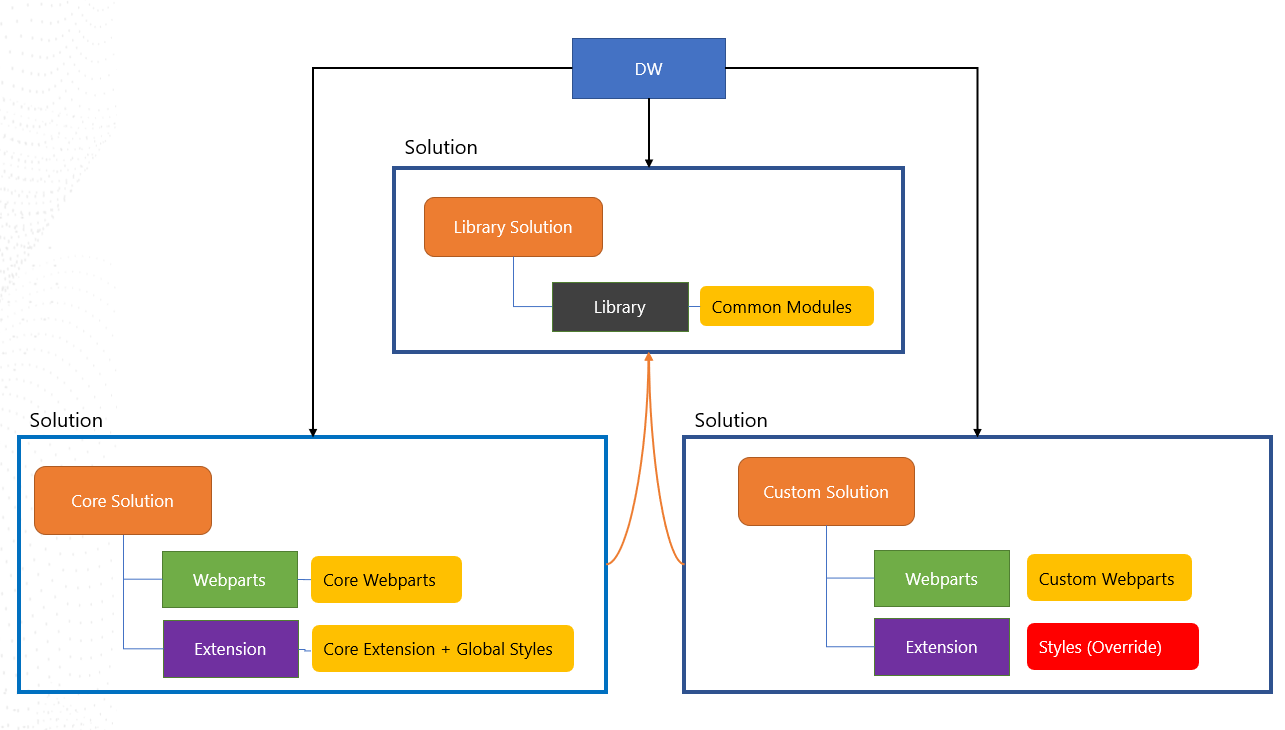 DW
Solution
Library Solution
Library
Common Modules
Solution
Core Solution
Webparts
Core Webparts
Extension
Core Extension + Global Styles
Solution
Custom Solution
Webparts
Custom Webparts
Extension
Styles (Override)